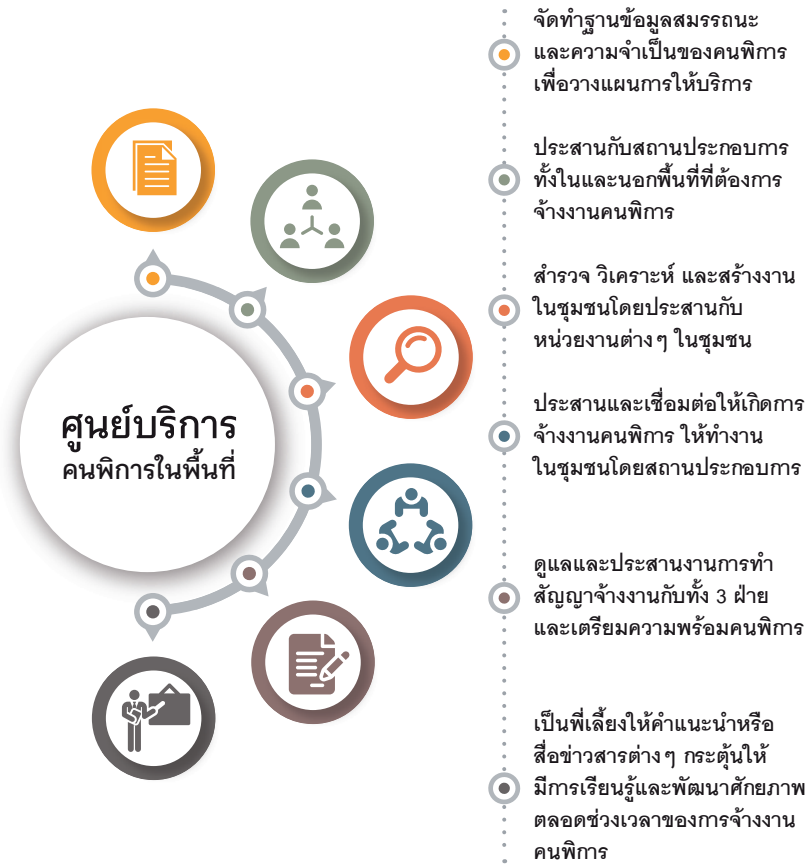 ศูนย์บริการ
คนพิการในพื้นที่
จัดทำฐานข้อมูลสมรรถนะ
และความจำเป็นของคนพิการ
เพื่อวางแผนการให้บริการ
ประสานกับสถานประกอบการ
ทั้งในและนอกพื้นที่ที่ต้องการ
จ้างงานคนพิการ
สำรวจ วิเคราะห์ และสร้างงาน
ในชุมชนโดยประสานกับ
หน่วยงานต่างๆ ในชุมชน
ประสานและเชื่อมต่อให้เกิดการ
จ้างงานคนพิการ ให้ทำงาน
ในชุมชนโดยสถานประกอบการ
ดูแลและประสานงานการทำ
สัญญาจ้างงานกับทั้ง 3 ฝ่าย
และเตรียมความพร้อมคนพิการ
เป็นพี่เลี้ยงให้คำแนะนำหรือ
สื่อข่าวสารต่างๆ กระตุ้นให้
มีการเรียนรู้และพัฒนาศักยภาพ
ตลอดช่วงเวลาของการจ้างงาน
คนพิการ